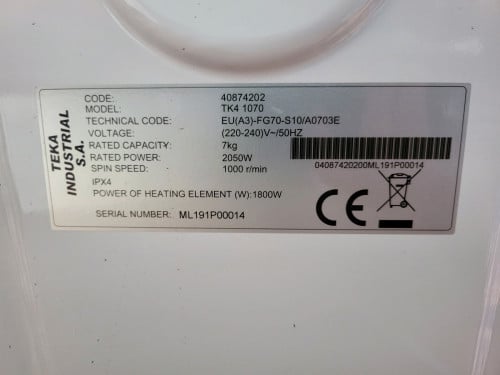 TEKA
INDUSTRIAL
S.A.
CODE: 40874202
MODEL: TK4 1070
TECHNICAL CODE: EU(A3)-FG70-S10/A0703E
VOLTAGE: (220-240)V~/50HZ
RATED CAPACITY: 7kg
RATED POWER: 2050W
SPIN SPEED: 1000 r/min
IPX4
POWER OF HEATING ELEMENT (W):1800W
SERIAL NUMBER: ML191P00014
04087420200ML191P00014
CE